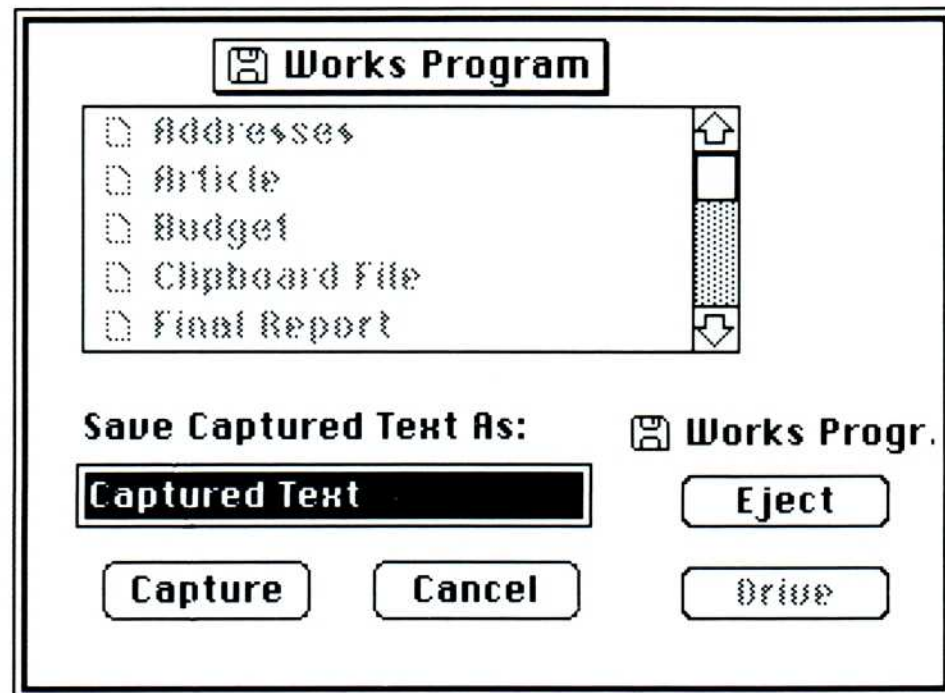 Works Program
Addresses
Article
Budget
Clipboard File
Final Report
Save Captured Text As:
Works Progr.
Captured Text
Eject
Capture
Cancel
Drive